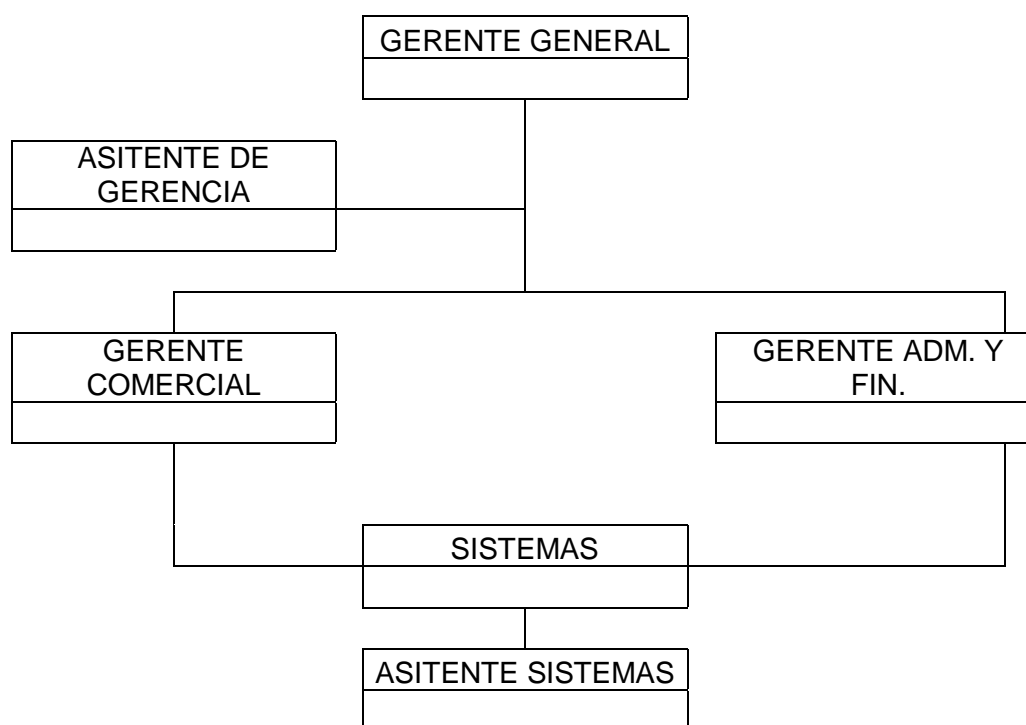 GERENTE GENERAL
ASITENTE DE
GERENCIA
GERENTE
COMERCIAL
GERENTE ADM. Y
FIN.
SISTEMAS
ASITENTE SISTEMAS